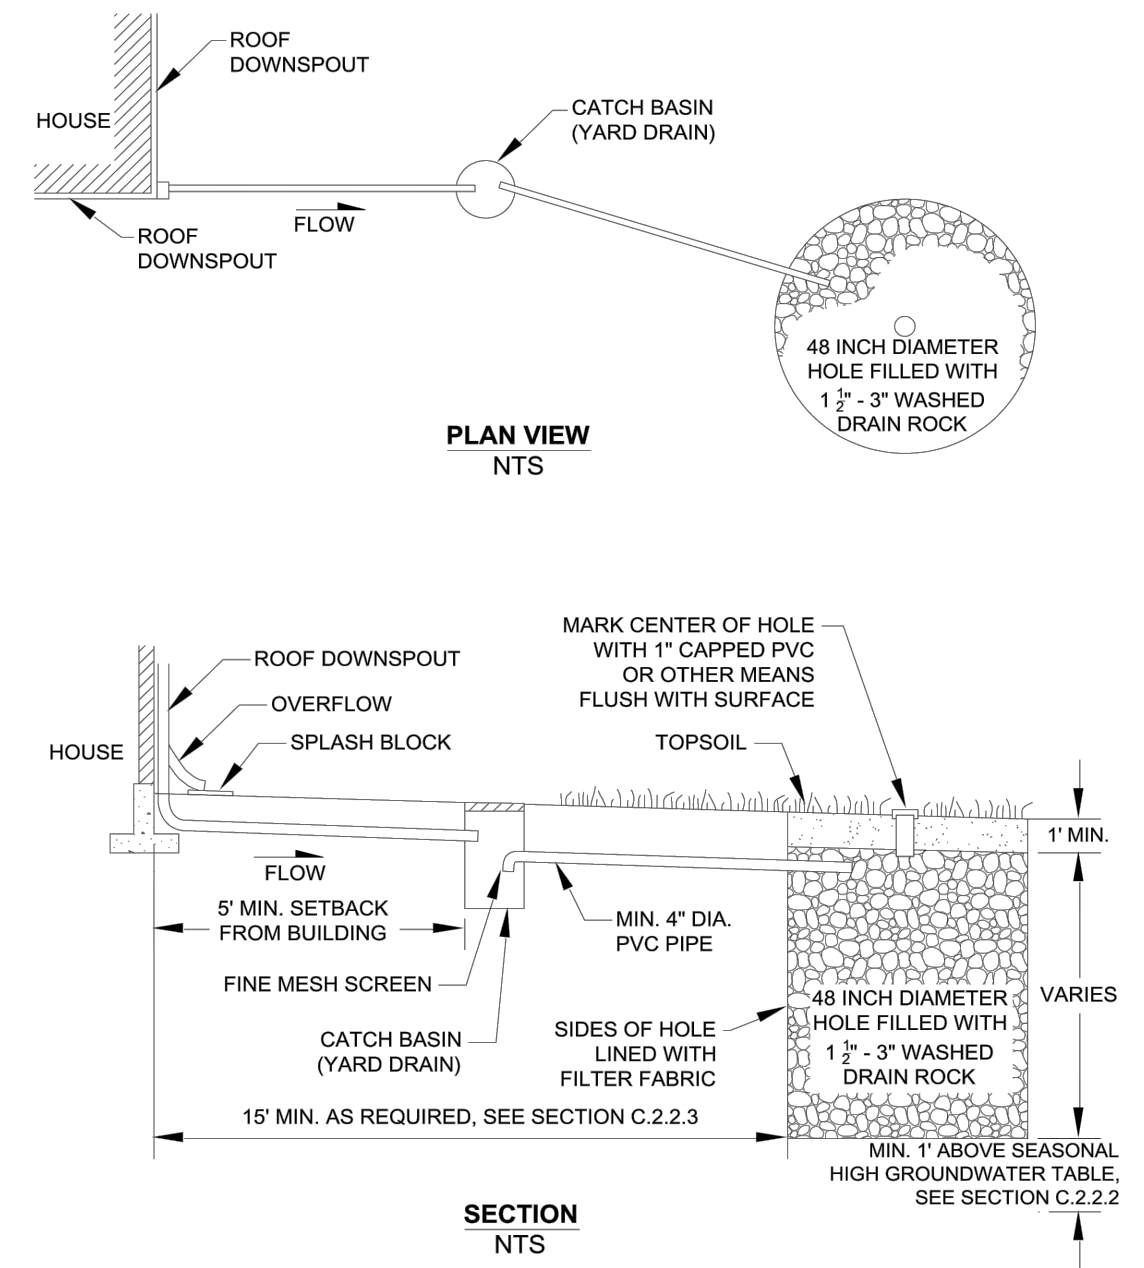 ROOF
DOWNSPOUT
HOUSE
CATCH BASIN
(YARD DRAIN)
FLOW
ROOF
DOWNSPOUT
48 INCH DIAMETER
HOLE FILLED WITH
1 1/2" - 3" WASHED
DRAIN ROCK
PLAN VIEW
NTS
MARK CENTER OF HOLE
WITH 1" CAPPED PVC
OR OTHER MEANS
FLUSH WITH SURFACE
ROOF DOWNSPOUT
OVERFLOW
SPLASH BLOCK
TOPSOIL
HOUSE
1' MIN.
FLOW
5' MIN. SETBACK
FROM BUILDING
MIN. 4" DIA.
PVC PIPE
FINE MESH SCREEN
VARIES
48 INCH DIAMETER
HOLE FILLED WITH
1 1/2" - 3" WASHED
DRAIN ROCK
CATCH BASIN
(YARD DRAIN)
SIDES OF HOLE
LINED WITH
FILTER FABRIC
15' MIN. AS REQUIRED, SEE SECTION C.2.2.3
MIN. 1' ABOVE SEASONAL
HIGH GROUNDWATER TABLE,
SEE SECTION C.2.2.2
SECTION
NTS